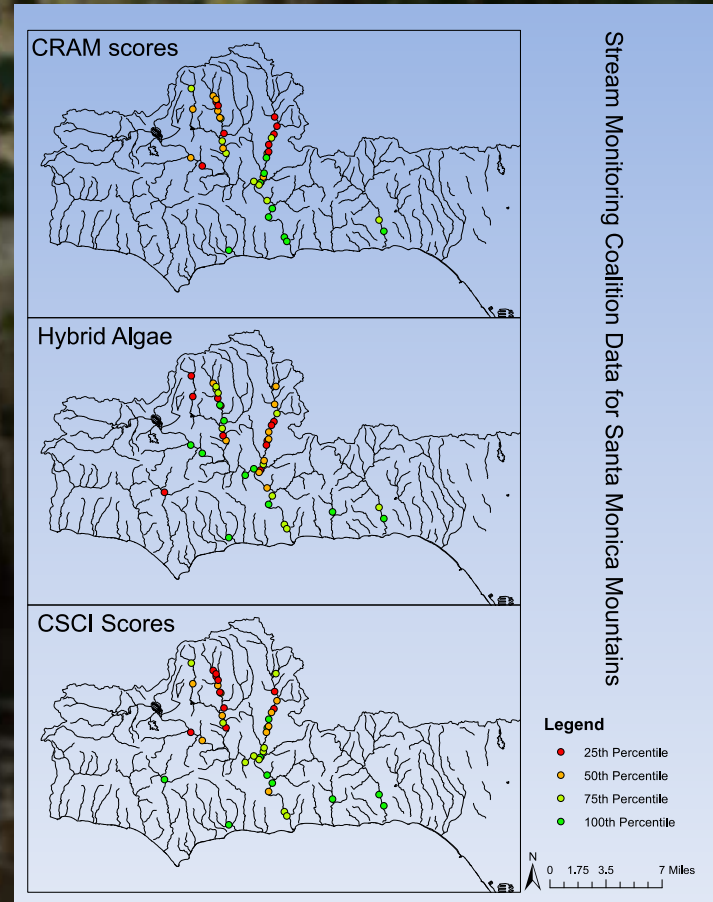 CRAM scores
Hybrid Algae
CSCI Scores
Stream Monitoring Coalition Data for Santa Monica Mountains
Legend
25th Percentile
50th Percentile
75th Percentile
100th Percentile
N
0 1.75 3.5 7 Miles